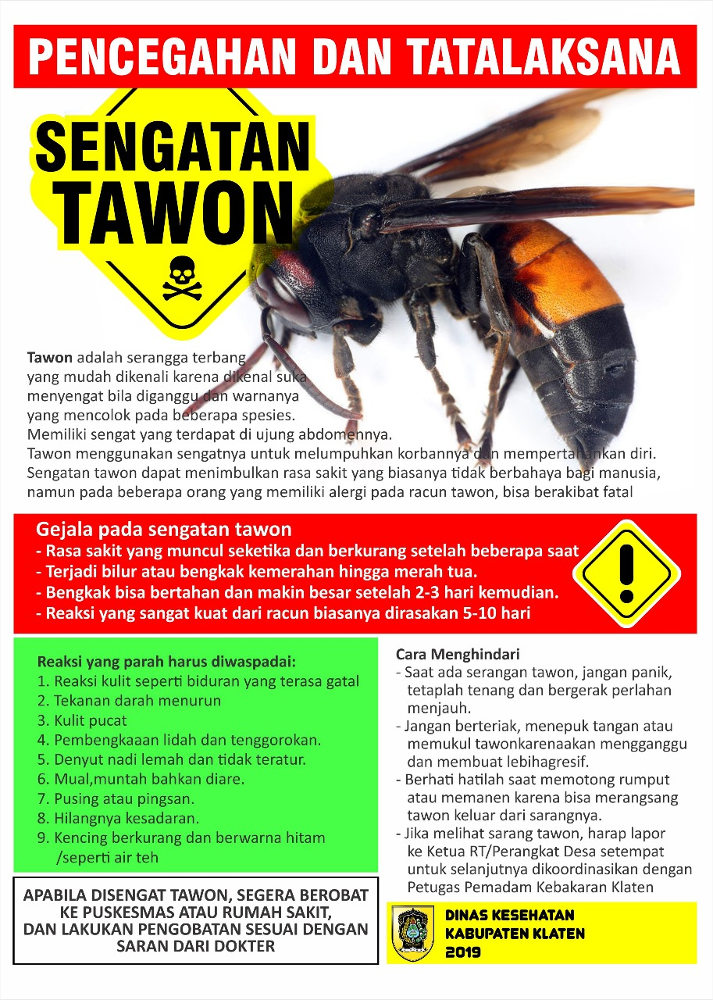 PENCEGAHAN DAN TATALAKSANA
SENGATAN
TAWON
Tawon adalah serangga terbang
yang mudah dikenali karena dikenal suka
menyengat bila diganggu dan warnanya
yang mencolok pada beberapa spesies.
Memiliki sengat yang terdapat di ujung abdomennya.
Tawon menggunakan sengatnya untuk melumpuhkan korbannya dan mempertahankan diri.
Sengatan tawon dapat menimbulkan rasa sakit yang biasanya tidak berbahaya bagi manusia,
namun pada beberapa orang yang memiliki alergi pada racun tawon, bisa berakibat fatal
Gejala pada sengatan tawon
- Rasa sakit yang muncul seketika dan berkurang setelah beberapa saat
- Terjadi bilur atau bengkak kemerahan hingga merah tua.
- Bengkak bisa bertahan dan makin besar setelah 2-3 hari kemudian.
- Reaksi yang sangat kuat dari racun biasanya dirasakan 5-10 hari
!
Reaksi yang parah harus diwaspadai:
1. Reaksi kulit seperti biduran yang terasa gatal
2. Tekanan darah menurun
3. Kulit pucat
4. Pembengkaaan lidah dan tenggorokan.
5. Denyut nadi lemah dan tidak teratur.
6. Mual,muntah bahkan diare.
7. Pusing atau pingsan.
8. Hilangnya kesadaran.
9. Kencing berkurang dan berwarna hitam
/seperti air teh
APABILA DISENGAT TAWON, SEGERA BEROBAT
KE PUSKESMAS ATAU RUMAH SAKIT,
DAN LAKUKAN PENGOBATAN SESUAI DENGAN
SARAN DARI DOKTER
Cara Menghindari
- Saat ada serangan tawon, jangan panik,
tetaplah tenang dan bergerak perlahan
menjauh.
- Jangan berteriak, menepuk tangan atau
memukul tawonkarenaakan mengganggu
dan membuat lebihagresif.
- Berhati hatilah saat memotong rumput
atau memanen karena bisa merangsang
tawon keluar dari sarangnya.
- Jika melihat sarang tawon, harap lapor
ke Ketua RT/Perangkat Desa setempat
untuk selanjutnya dikoordinasikan dengan
Petugas Pemadam Kebakaran Klaten
DINAS KESEHATAN
KABUPATEN KLATEN
2019